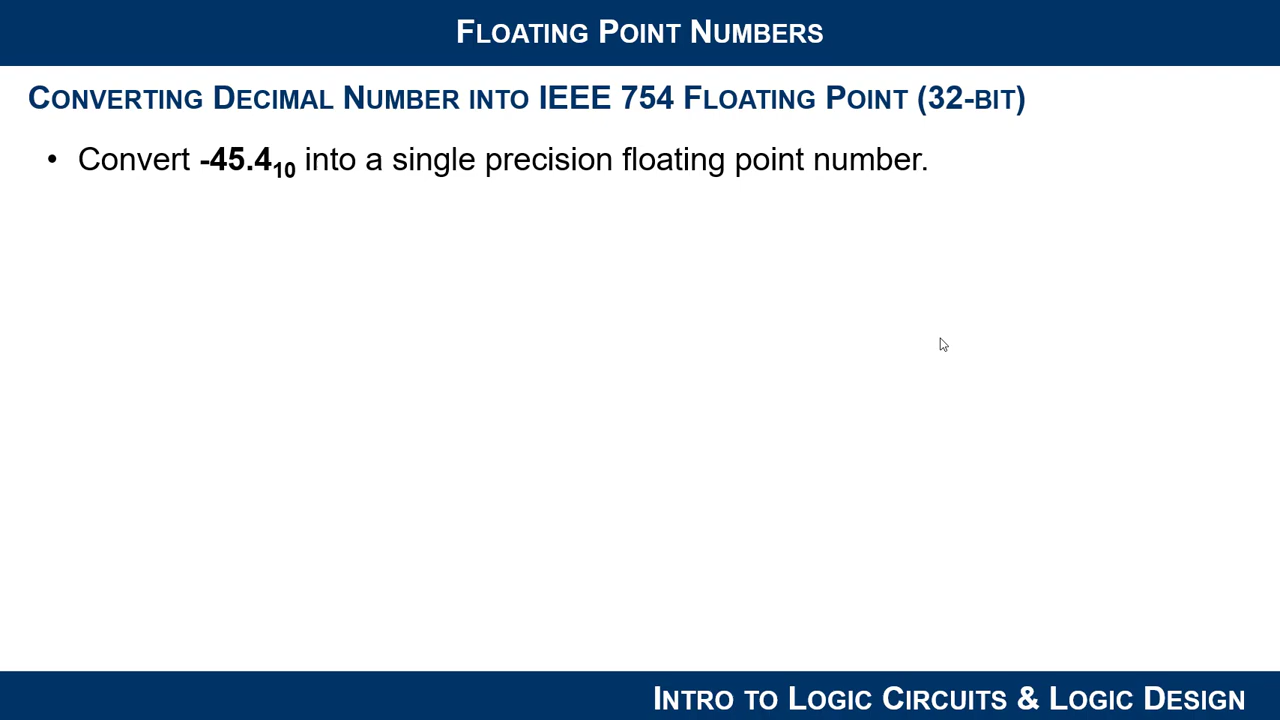 FLOATING POINT NUMBERS
CONVERTING DECIMAL NUMBER INTO IEEE 754 FLOATING POINT (32-BIT)
• Convert -45.4₁₀ into a single precision floating point number.
INTRO TO LOGIC CIRCUITS & LOGIC DESIGN